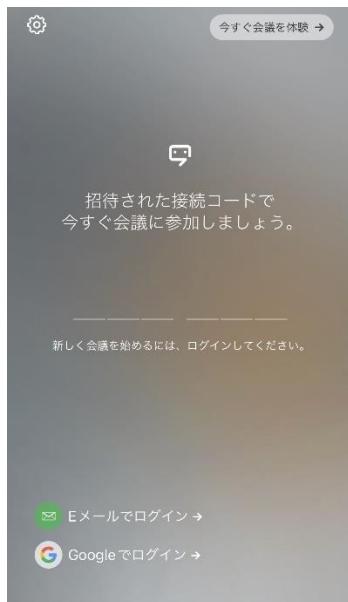 今すぐ会議を体験 →
招待された接続コードで
今すぐ会議に参加しましょう。
新しく会議を始めるには、ログインしてください。
Eメールでログイン →
Googleでログイン →